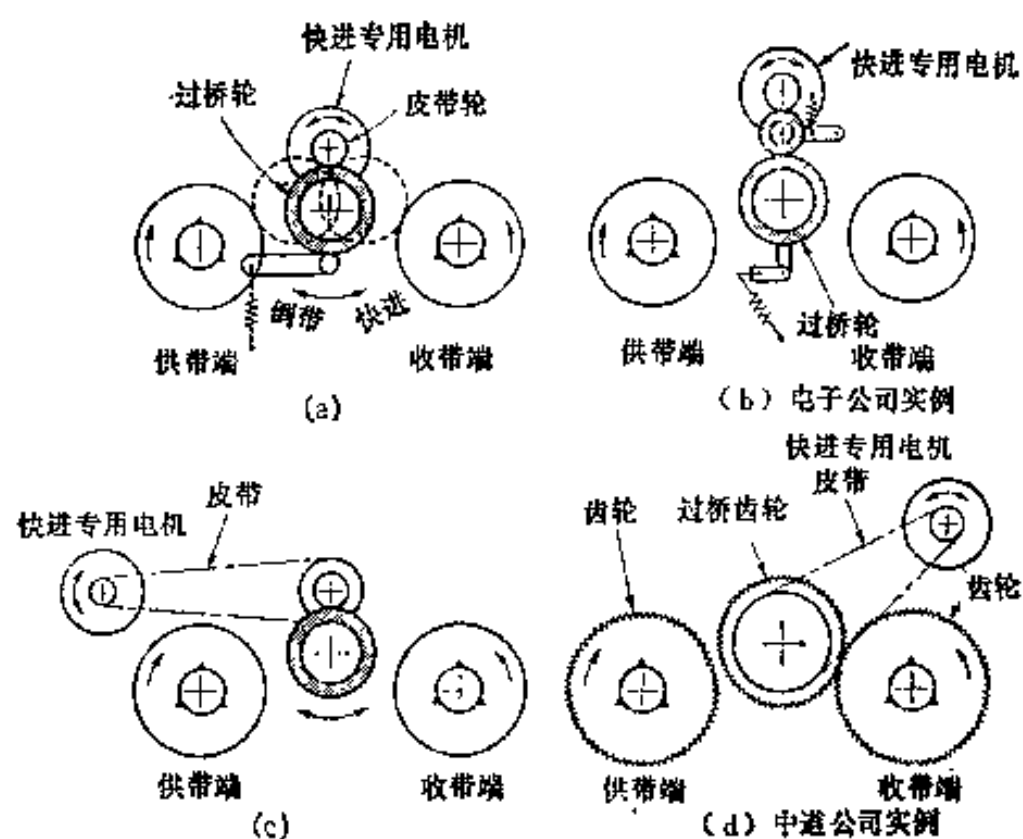 快进专用电机
过桥轮
皮带轮
倒带
快进
供带端
收带端
(a)
快进专用电机
过桥轮
供带端
收带端
(b) 电子公司实例
皮带
快进专用电机
供带端
收带端
(c)
快进专用电机
皮带
齿轮
过桥齿轮
齿轮
供带端
收带端
(d) 中道公司实例